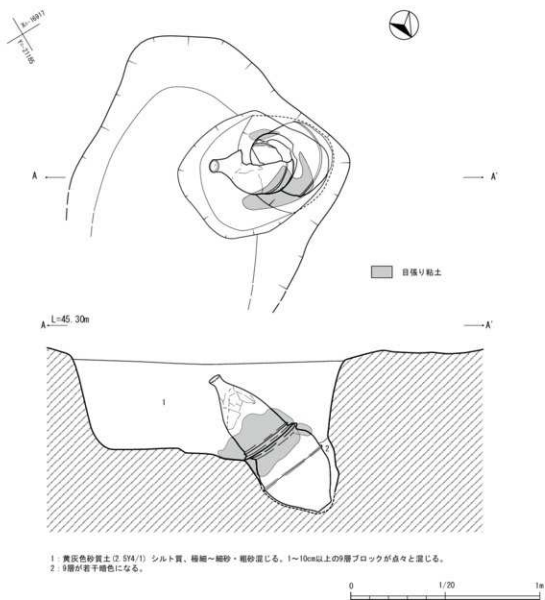 X=-16917
Y=-21185
A
A'
目張り粘土
L=45.30m
A
A'
1
2
1：黄灰色砂質土(2.5Y4/1) シルト質、極細～細砂・粗砂混じる。1～10cm以上の9層ブロックが点々と混じる。
2：9層が若干暗色になる。
0
1/20
1m